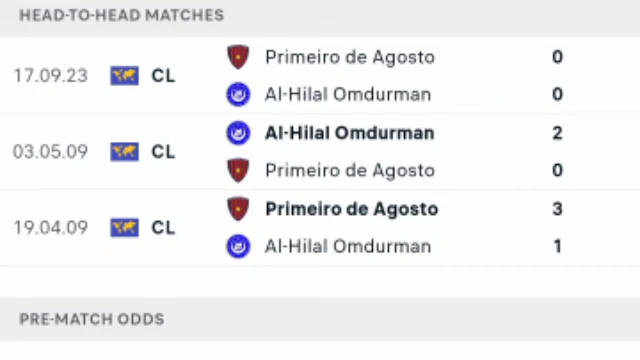 HEAD-TO-HEAD MATCHES
17.09.23 CL Primeiro de Agosto 0
Al-Hilal Omdurman 0
03.05.09 CL Al-Hilal Omdurman 2
Primeiro de Agosto 0
19.04.09 CL Primeiro de Agosto 3
Al-Hilal Omdurman 1
PRE-MATCH ODDS